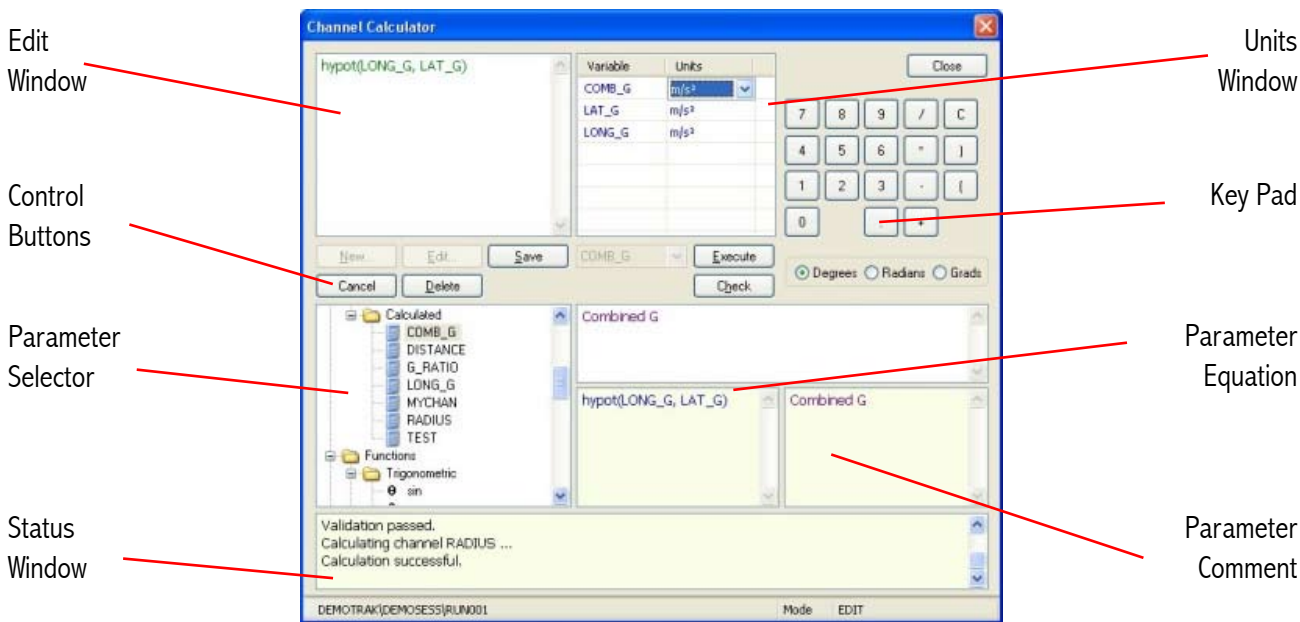 Channel Calculator
Edit
Window
Control
Buttons
Parameter
Selector
Status
Window
hypot(LONG_G, LAT_G)
Variable Units
COMB_G m/s²
LAT_G m/s²
LONG_G m/s²
Close
7 8 9 / C
4 5 6 * )
1 2 3 - (
0 . +
New... Edit... Save COMB_G Execute
Cancel Delete Check
Degrees Radians Grads
Calculated
COMB_G
DISTANCE
G_RATIO
LONG_G
MYCHAN
RADIUS
TEST
Functions
Trigonometric
θ sin
Combined G
hypot(LONG_G, LAT_G)
Combined G
Validation passed.
Calculating channel RADIUS ...
Calculation successful.
DEMOTRAK\DEMOSESS\RUN001 Mode EDIT
Units
Window
Key Pad
Parameter
Equation
Parameter
Comment